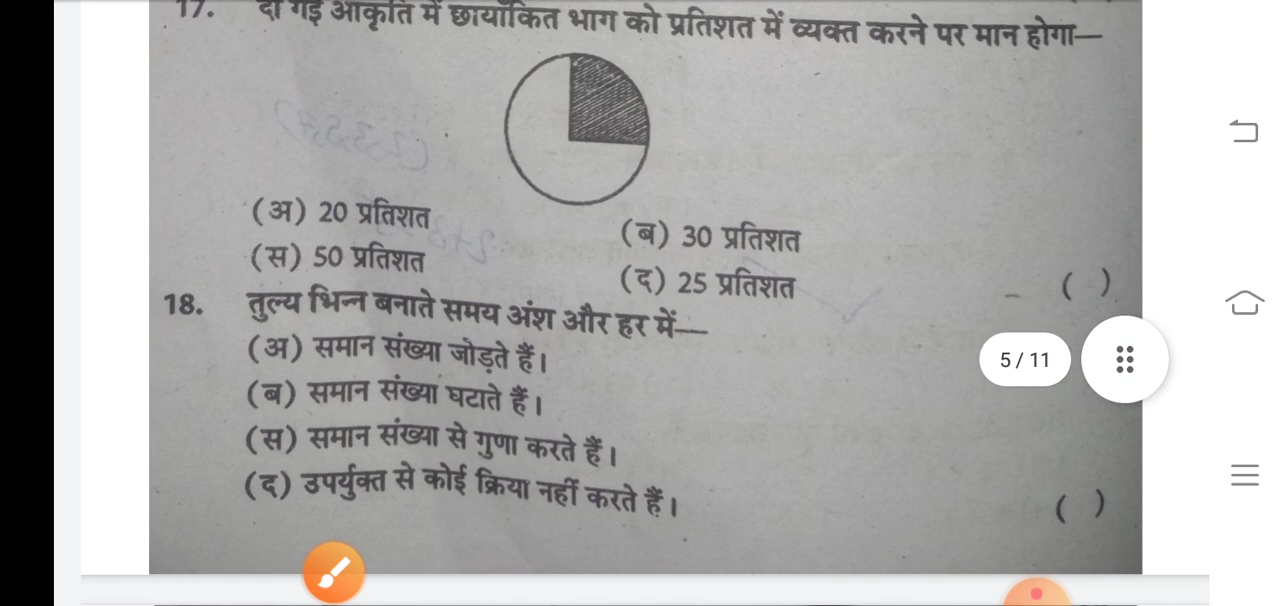 17. दी गई आकृति में छायांकित भाग को प्रतिशत में व्यक्त करने पर मान होगा—
(अ) 20 प्रतिशत
(ब) 30 प्रतिशत
(स) 50 प्रतिशत
(द) 25 प्रतिशत ( )
18. तुल्य भिन्न बनाते समय अंश और हर में—
(अ) समान संख्या जोड़ते हैं।
(ब) समान संख्या घटाते हैं।
(स) समान संख्या से गुणा करते हैं।
(द) उपर्युक्त से कोई क्रिया नहीं करते हैं। ( )
5 / 11